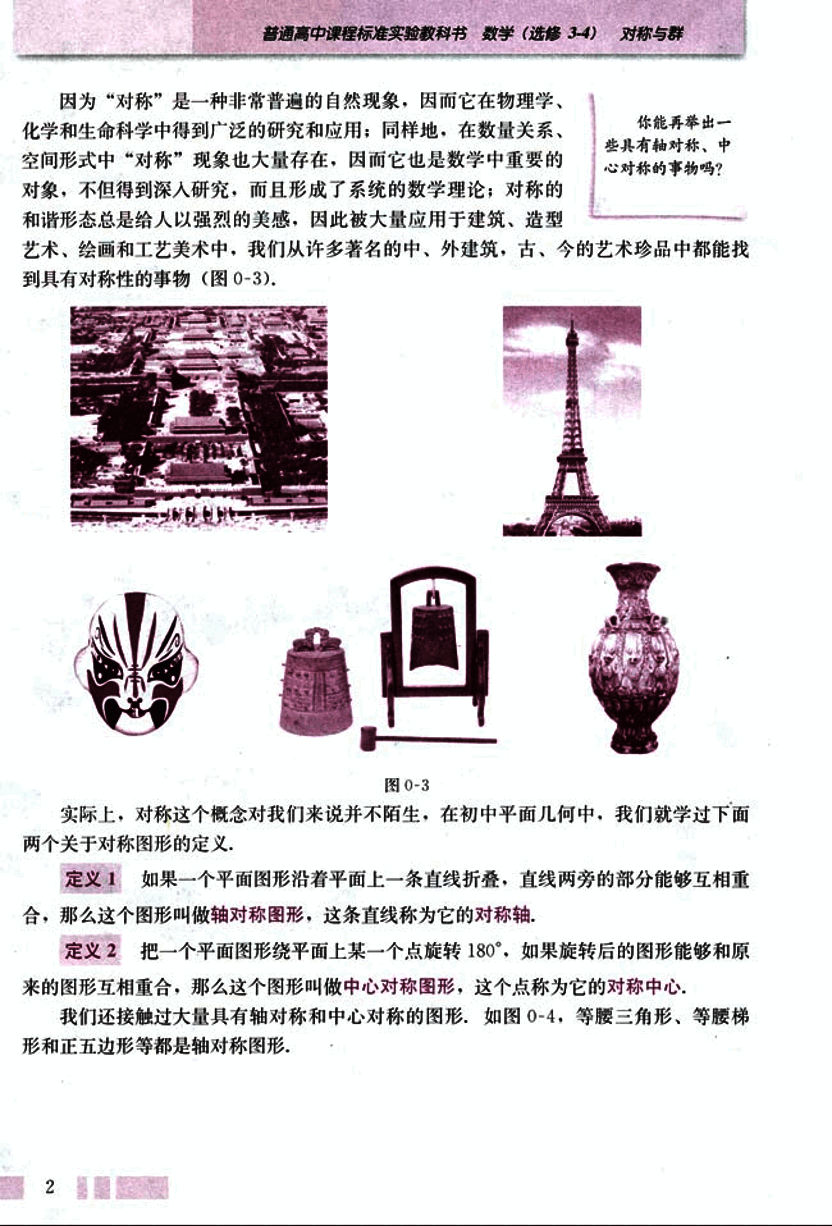 普通高中课程标准实验教科书 数学（选修 3-4） 对称与群
因为“对称”是一种非常普遍的自然现象，因而它在物理学、
化学和生命科学中得到广泛的研究和应用；同样地，在数量关系、
空间形式中“对称”现象也大量存在，因而它也是数学中重要的
对象，不但得到深入研究，而且形成了系统的数学理论；对称的
和谐形态总是给人以强烈的美感，因此被大量应用于建筑、造型
艺术、绘画和工艺美术中，我们从许多著名的中、外建筑，古、今的艺术珍品中都能找
到具有对称性的事物（图 0-3）.
你能再举出一
些具有轴对称、中
心对称的事物吗？
图 0-3
实际上，对称这个概念对我们来说并不陌生，在初中平面几何中，我们就学过下面
两个关于对称图形的定义.
定义 1 如果一个平面图形沿着平面上一条直线折叠，直线两旁的部分能够互相重
合，那么这个图形叫做轴对称图形，这条直线称为它的对称轴.
定义 2 把一个平面图形绕平面上某一个点旋转 180°，如果旋转后的图形能够和原
来的图形互相重合，那么这个图形叫做中心对称图形，这个点称为它的对称中心.
我们还接触过大量具有轴对称和中心对称的图形. 如图 0-4，等腰三角形、等腰梯
形和正五边形等都是轴对称图形.
2